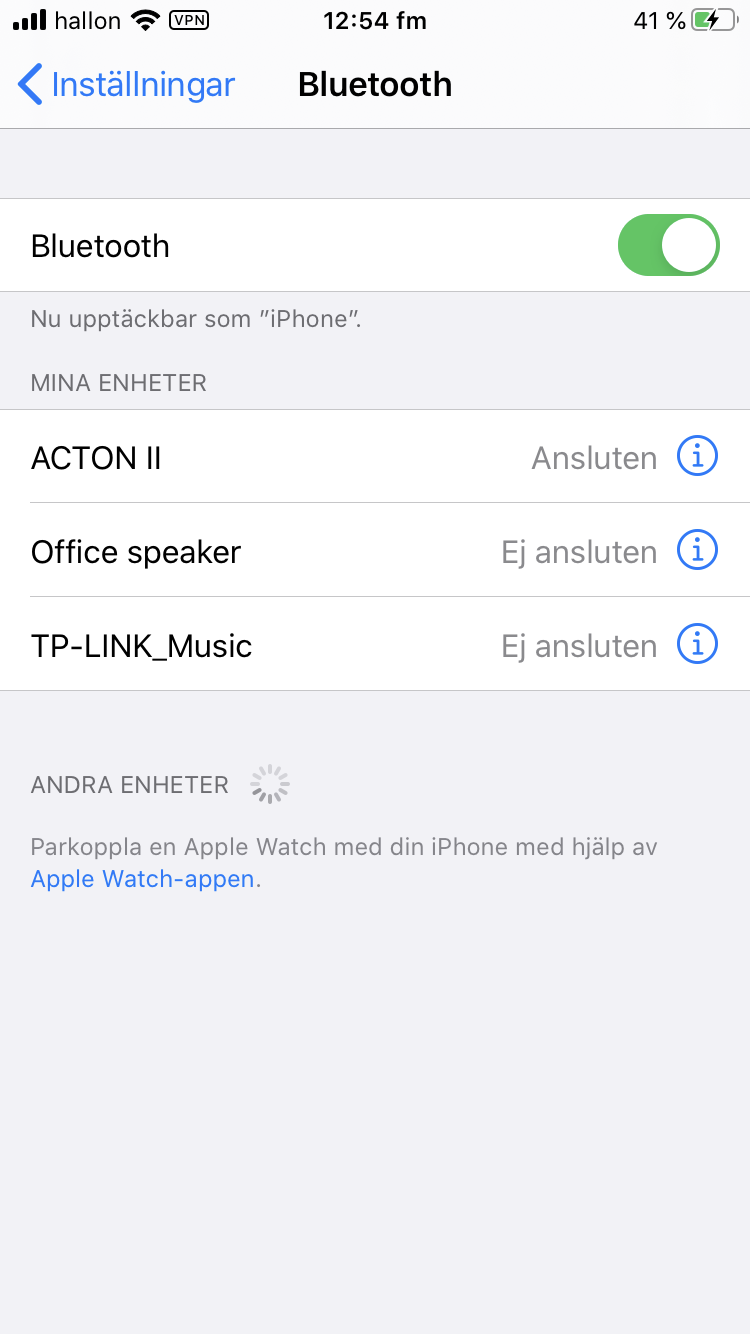 hallon VPN 12:54 fm 41 %
Inställningar Bluetooth
Bluetooth
Nu upptäckbar som ”iPhone”.
MINA ENHETER
ACTON II Ansluten
Office speaker Ej ansluten
TP-LINK_Music Ej ansluten
ANDRA ENHETER
Parkoppla en Apple Watch med din iPhone med hjälp av
Apple Watch-appen.